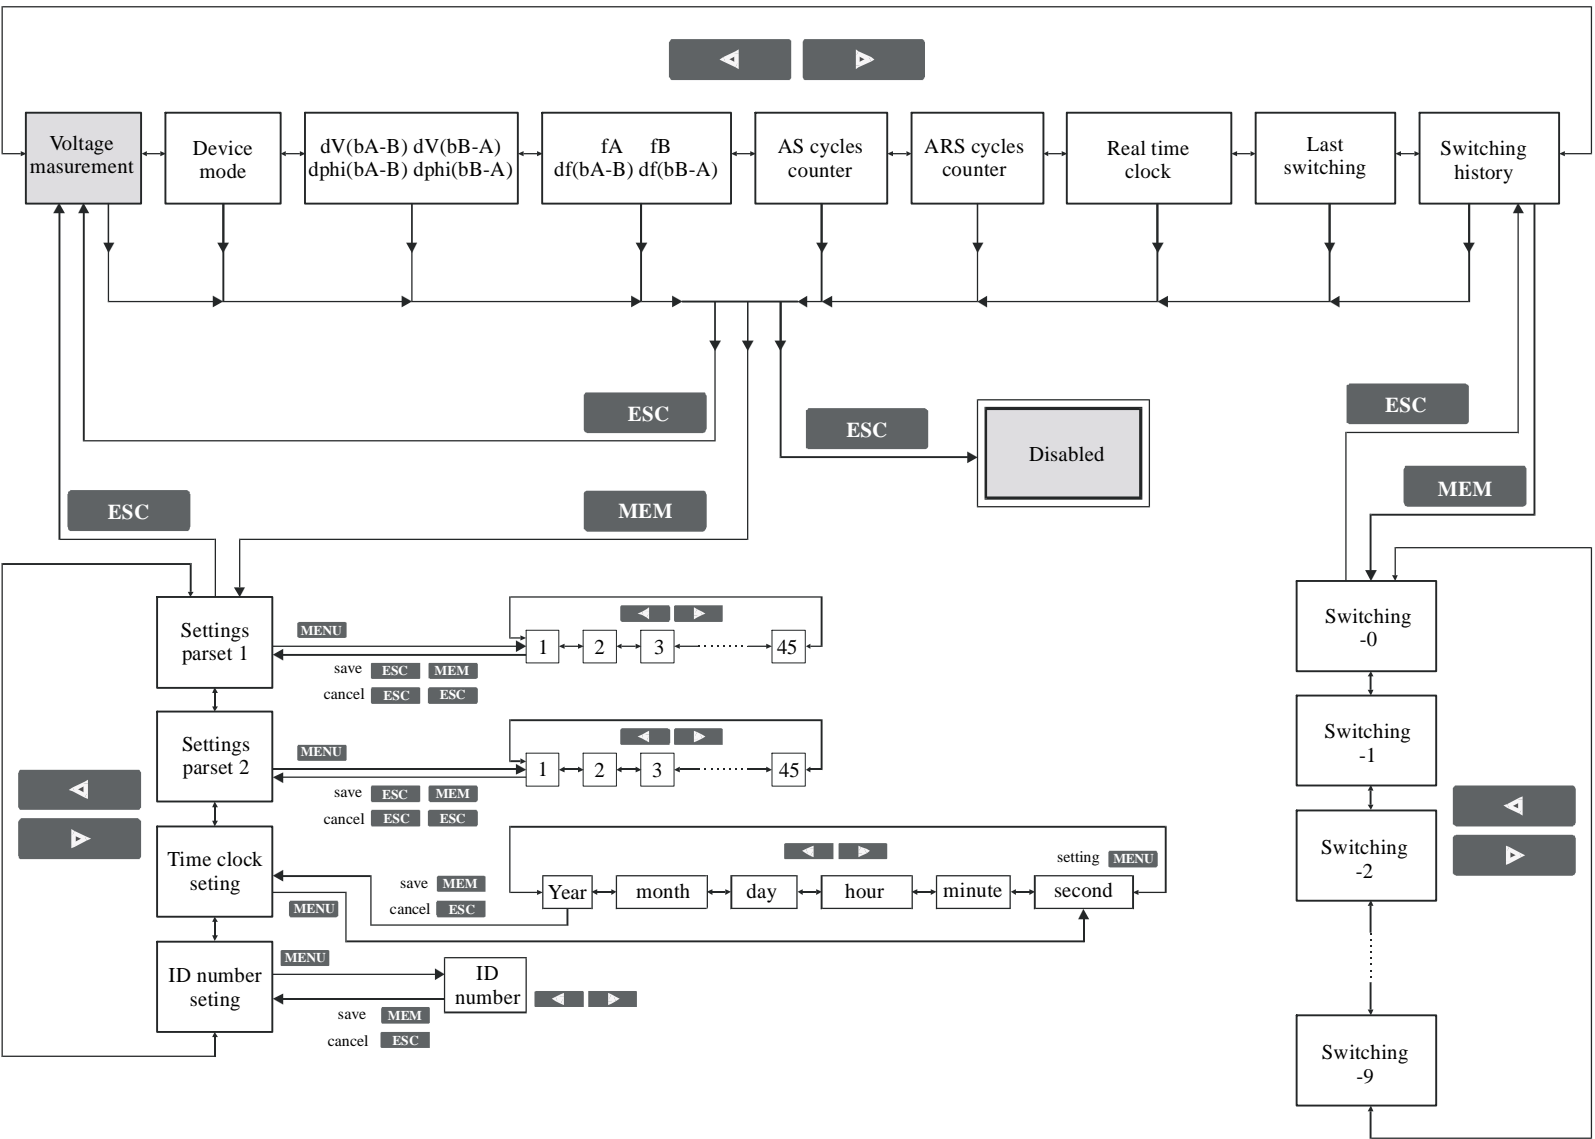 Voltage
masurement
Device
mode
dV(bA-B) dV(bB-A)
dphi(bA-B) dphi(bB-A)
fA fB
df(bA-B) df(bB-A)
AS cycles
counter
ARS cycles
counter
Real time
clock
Last
switching
Switching
history
ESC
ESC
Disabled
ESC
MEM
ESC
MEM
Settings
parset 1
MENU
save ESC MEM
cancel ESC ESC
1 2 3 45
Settings
parset 2
MENU
save ESC MEM
cancel ESC ESC
1 2 3 45
Time clock
seting
save MEM
cancel ESC
MENU
setting MENU
Year month day hour minute second
ID number
seting
MENU
save MEM
cancel ESC
ID
number
Switching
-0
Switching
-1
Switching
-2
Switching
-9